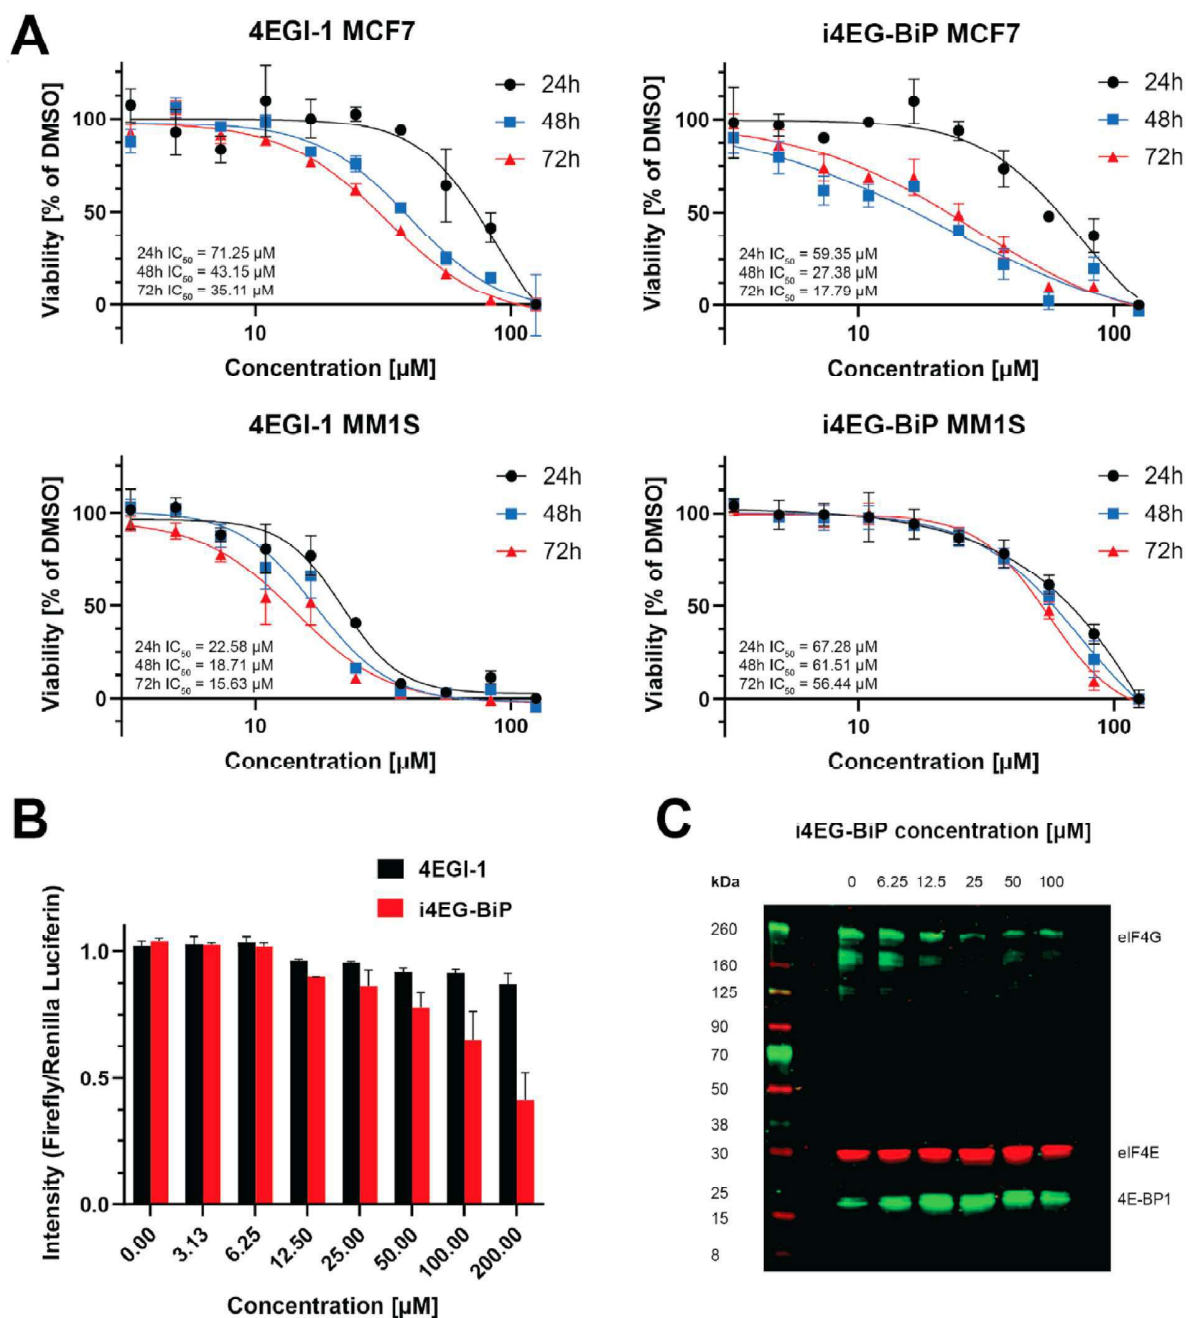 A
4EGI-1 MCF7
Viability [% of DMSO]
100
50
0
24h
48h
72h
24h IC50 = 71.25 µM
48h IC50 = 43.15 µM
72h IC50 = 35.11 µM
10
100
Concentration [µM]
i4EG-BiP MCF7
Viability [% of DMSO]
100
50
0
24h
48h
72h
24h IC50 = 59.35 µM
48h IC50 = 27.38 µM
72h IC50 = 17.79 µM
10
100
Concentration [µM]
4EGI-1 MM1S
Viability [% of DMSO]
100
50
0
24h
48h
72h
24h IC50 = 22.58 µM
48h IC50 = 18.71 µM
72h IC50 = 15.63 µM
10
100
Concentration [µM]
i4EG-BiP MM1S
Viability [% of DMSO]
100
50
0
24h
48h
72h
24h IC50 = 67.28 µM
48h IC50 = 61.51 µM
72h IC50 = 56.44 µM
10
100
Concentration [µM]
B
4EGI-1
i4EG-BiP
Intensity (Firefly/Renilla Luciferin)
1.0
0.5
0.0
0.00
3.13
6.25
12.50
25.00
50.00
100.00
200.00
Concentration [µM]
C
i4EG-BiP concentration [µM]
kDa
0 6.25 12.5 25 50 100
260
160
125
90
70
50
38
30
25
15
8
eIF4G
eIF4E
4E-BP1